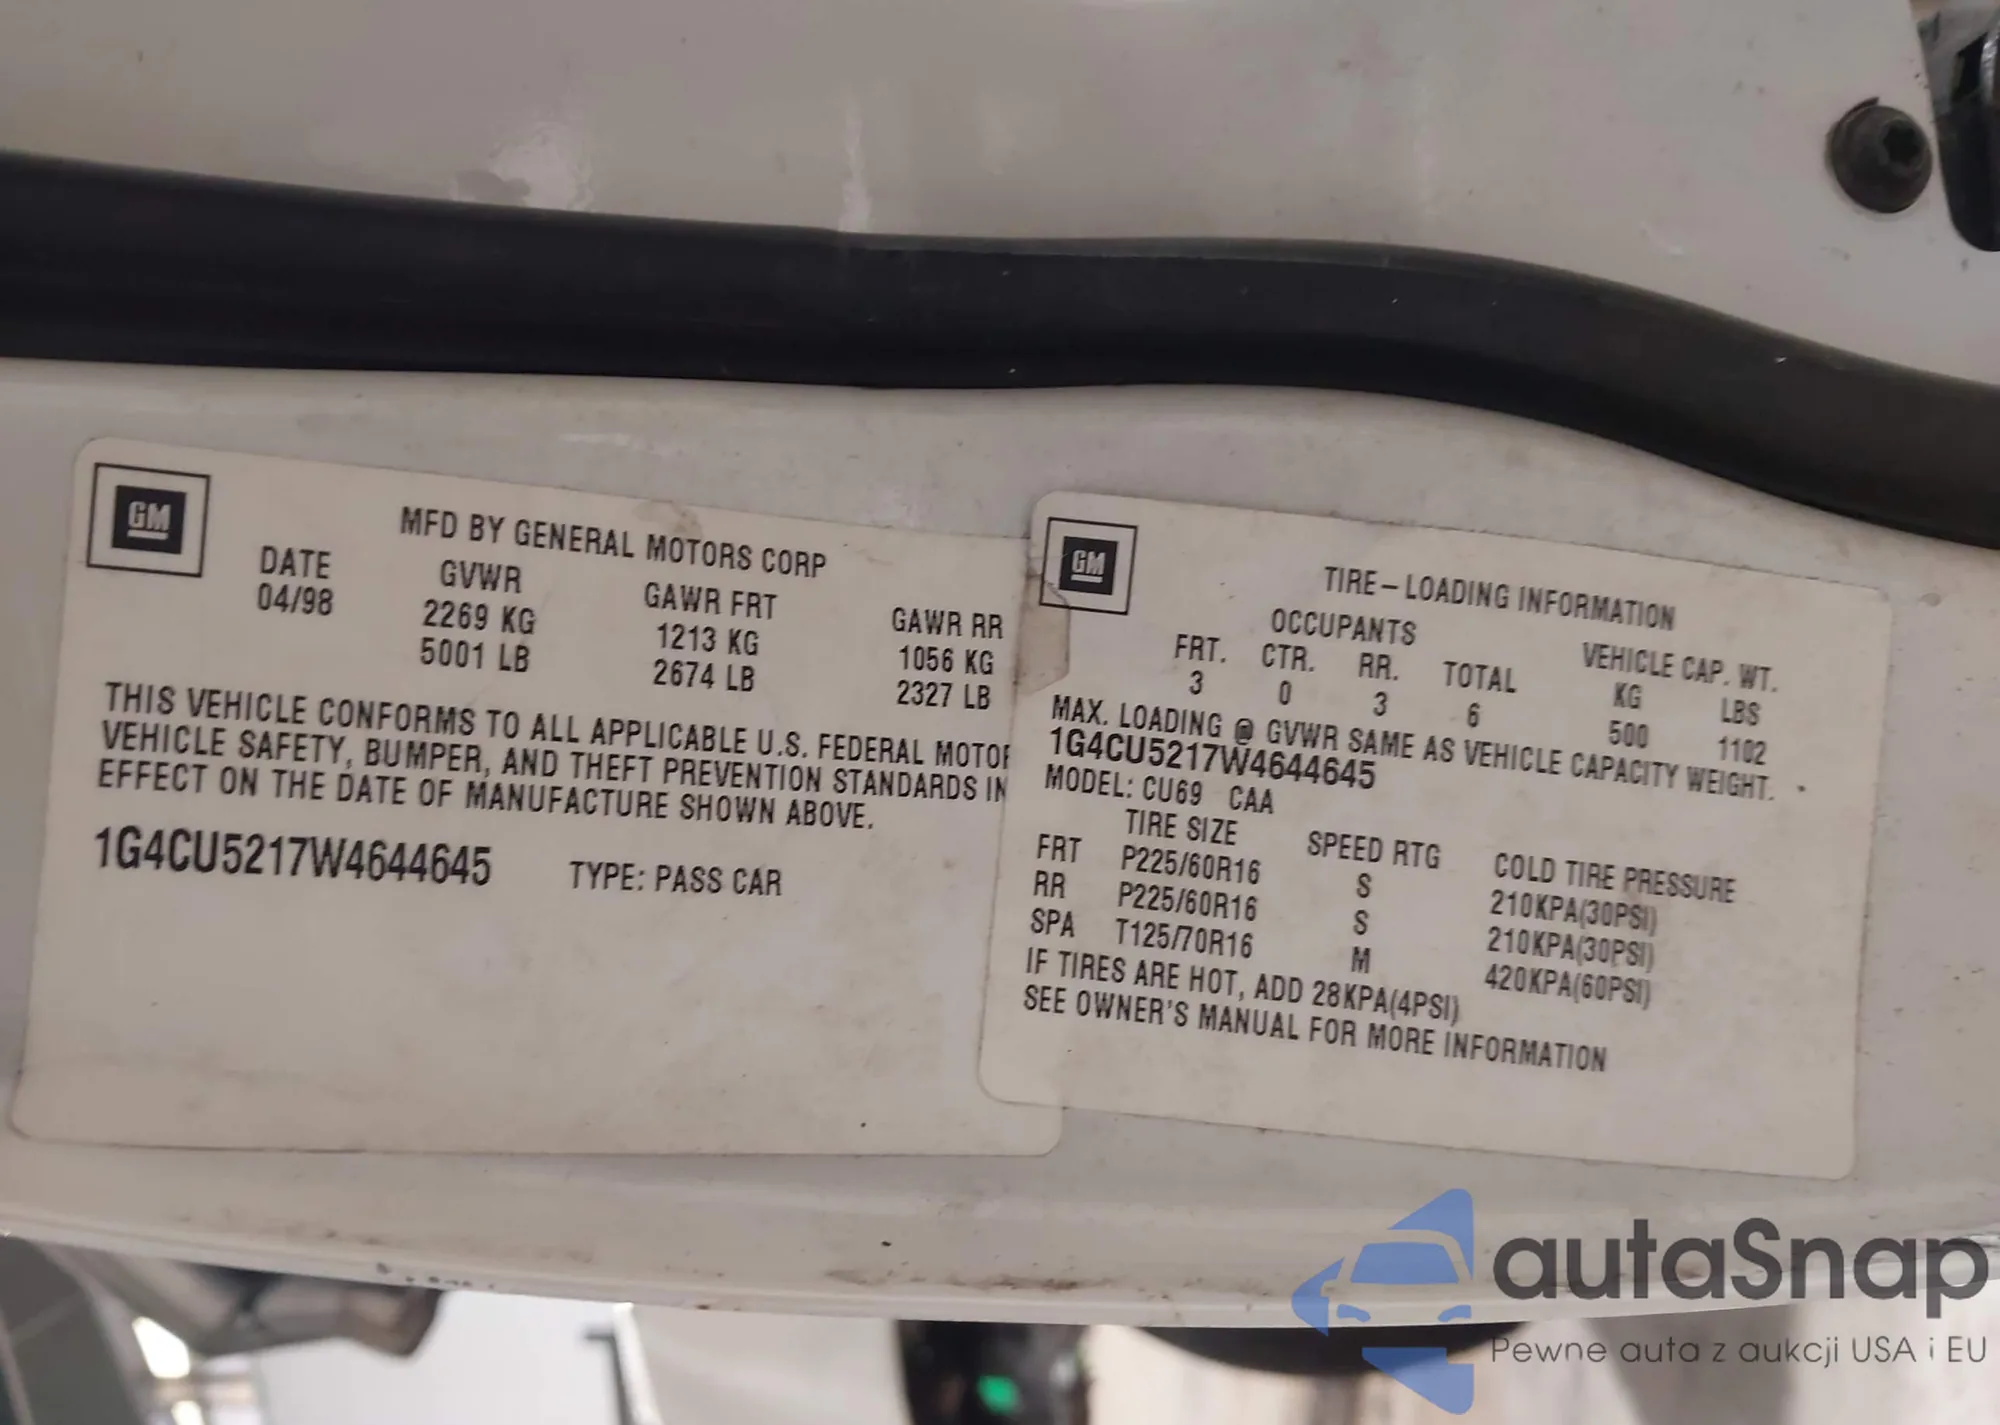 GM
MFD BY GENERAL MOTORS CORP
DATE GVWR GAWR FRT GAWR RR
04/98 2269 KG 1213 KG 1056 KG
5001 LB 2674 LB 2327 LB
THIS VEHICLE CONFORMS TO ALL APPLICABLE U.S. FEDERAL MOTOR
VEHICLE SAFETY, BUMPER, AND THEFT PREVENTION STANDARDS IN
EFFECT ON THE DATE OF MANUFACTURE SHOWN ABOVE.
1G4CU5217W4644645 TYPE: PASS CAR
GM
TIRE-LOADING INFORMATION
OCCUPANTS VEHICLE CAP. WT.
FRT. CTR. RR. TOTAL KG LBS
3 0 3 6 500 1102
MAX. LOADING @ GVWR SAME AS VEHICLE CAPACITY WEIGHT.
1G4CU5217W4644645
MODEL: CU69 CAA
TIRE SIZE SPEED RTG COLD TIRE PRESSURE
FRT P225/60R16 S 210KPA(30PSI)
RR P225/60R16 S 210KPA(30PSI)
SPA T125/70R16 M 420KPA(60PSI)
IF TIRES ARE HOT, ADD 28KPA(4PSI)
SEE OWNER'S MANUAL FOR MORE INFORMATION
autaSnap
Pewne auta z aukcji USA i EU